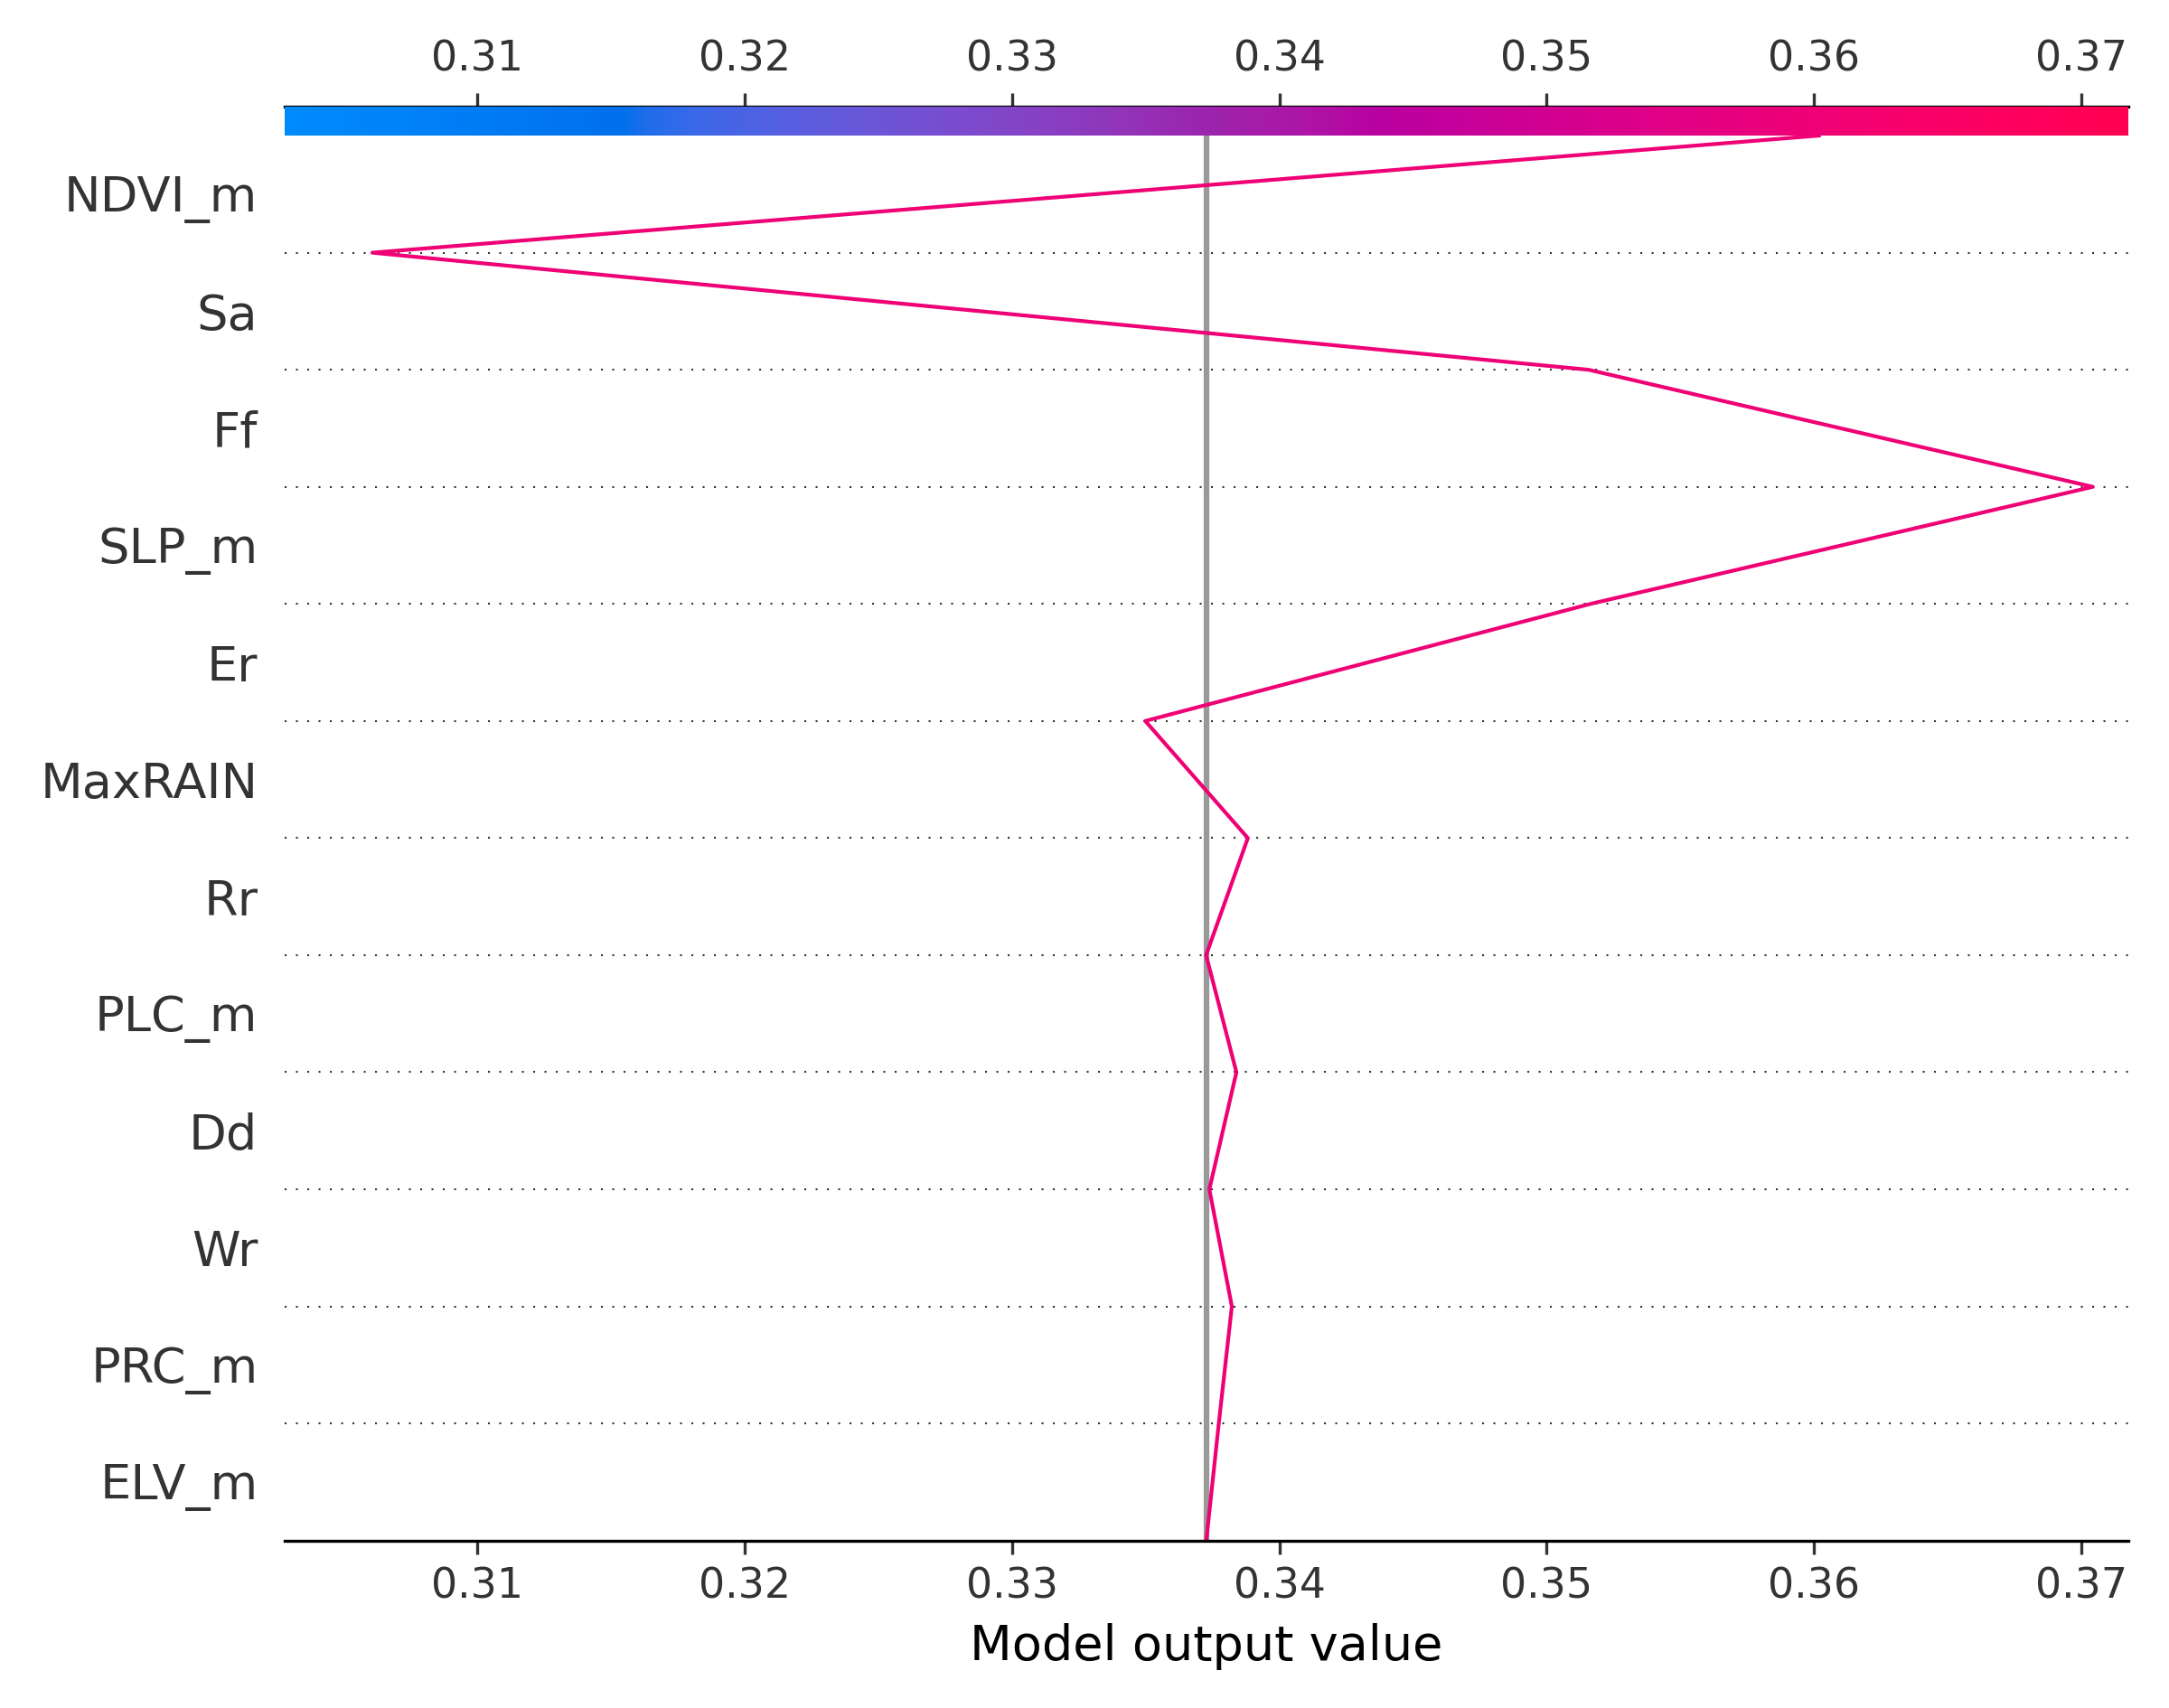 0.31 0.32 0.33 0.34 0.35 0.36 0.37
NDVI_m
Sa
Ff
SLP_m
Er
MaxRAIN
Rr
PLC_m
Dd
Wr
PRC_m
ELV_m
0.31 0.32 0.33 0.34 0.35 0.36 0.37
Model output value